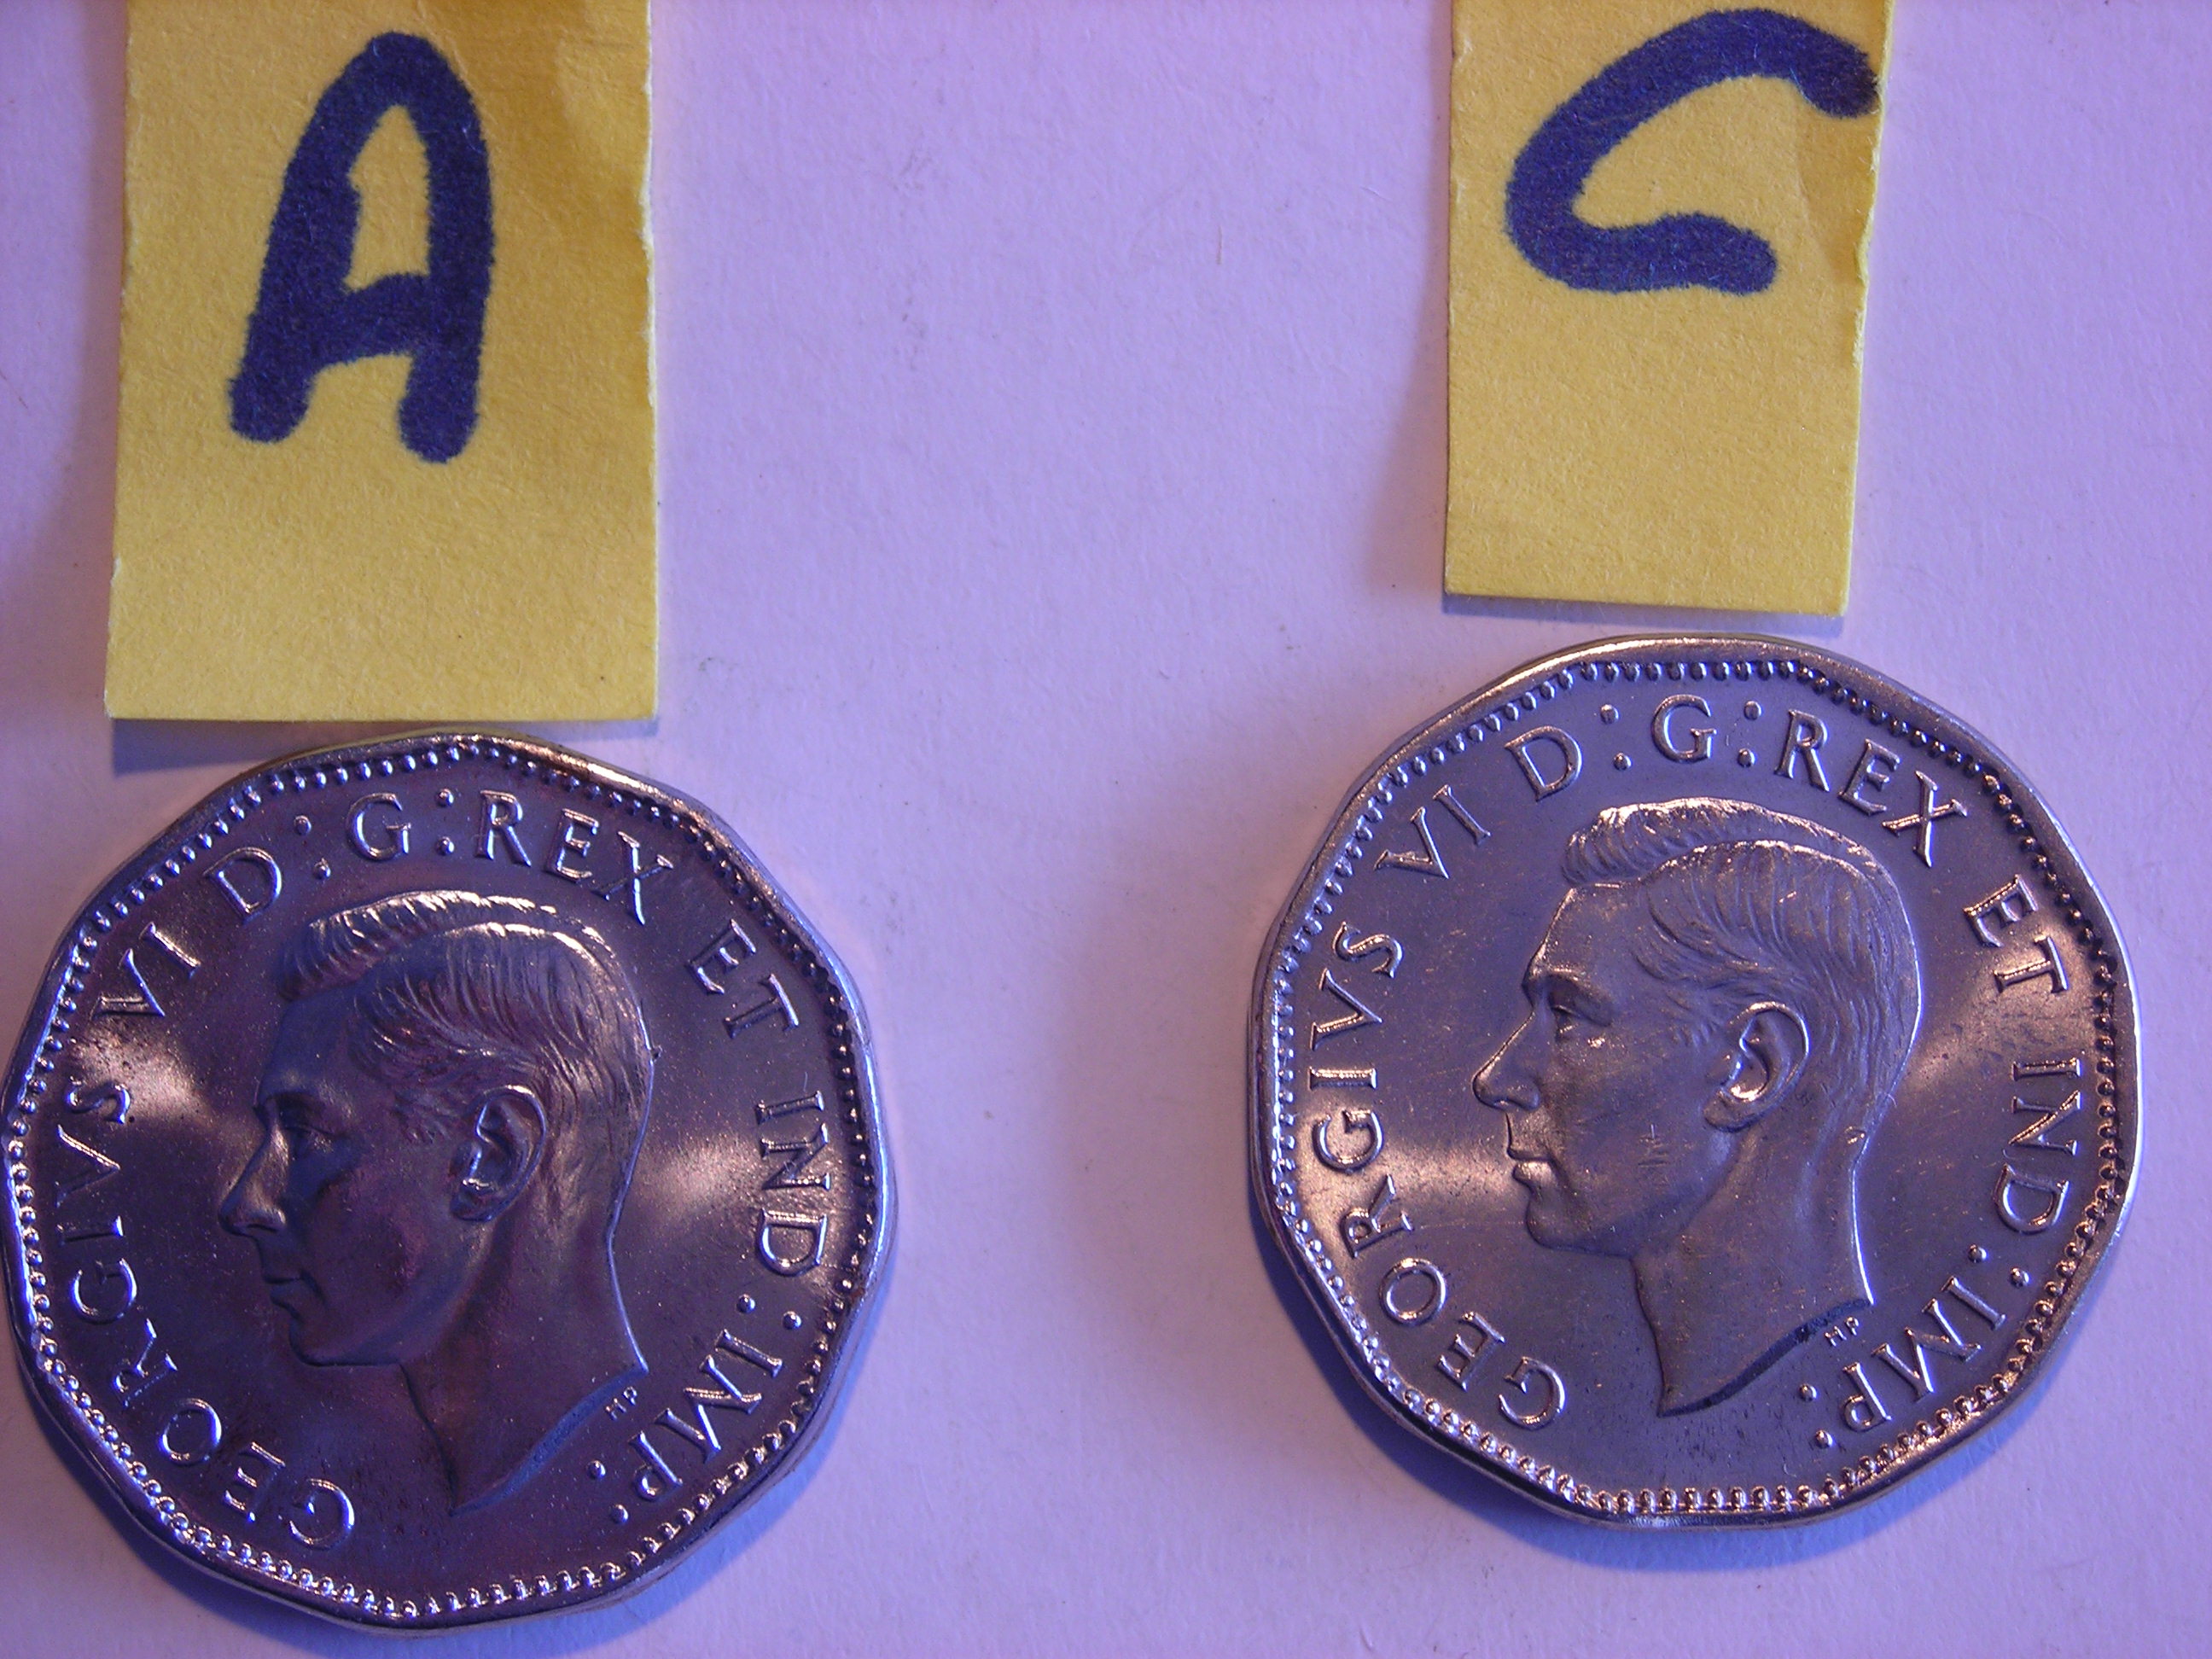 A
C
GEORGIVS VI D:G:REX ET IND:IMP:
HP
GEORGIVS VI D:G:REX ET IND:IMP:
HP